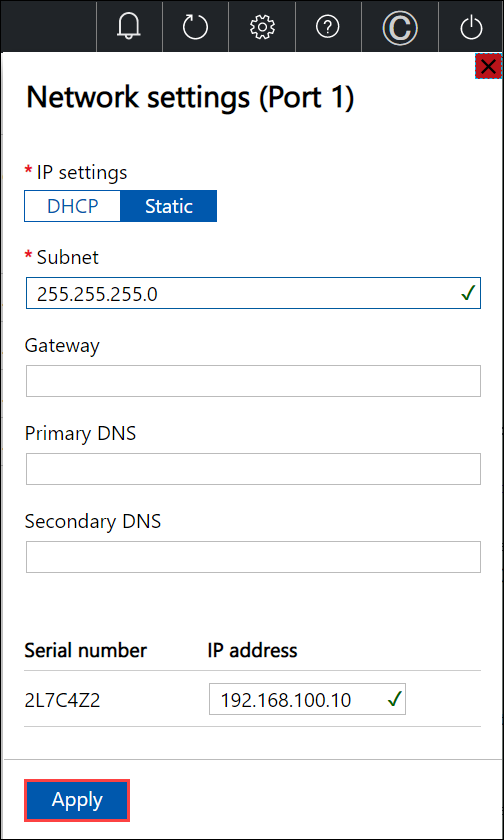 ©
Network settings (Port 1)
* IP settings
DHCP Static
* Subnet
255.255.255.0
Gateway
Primary DNS
Secondary DNS
Serial number IP address
2L7C4Z2 192.168.100.10
Apply